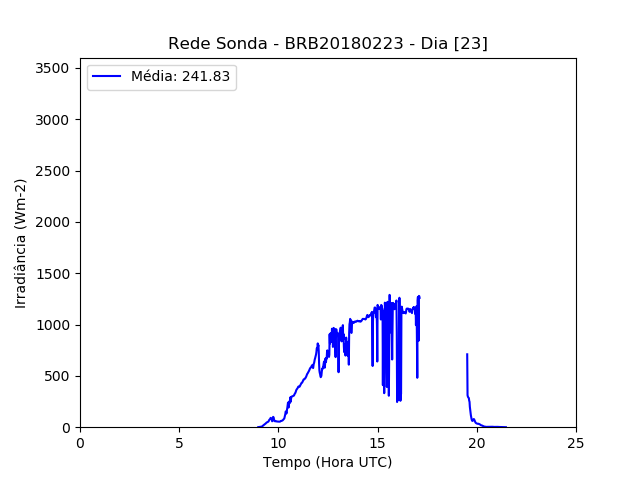 Rede Sonda - BRB20180223 - Dia [23]
Média: 241.83
3500
3000
2500
2000
1500
1000
500
0
Irradiância (Wm-2)
0 5 10 15 20 25
Tempo (Hora UTC)